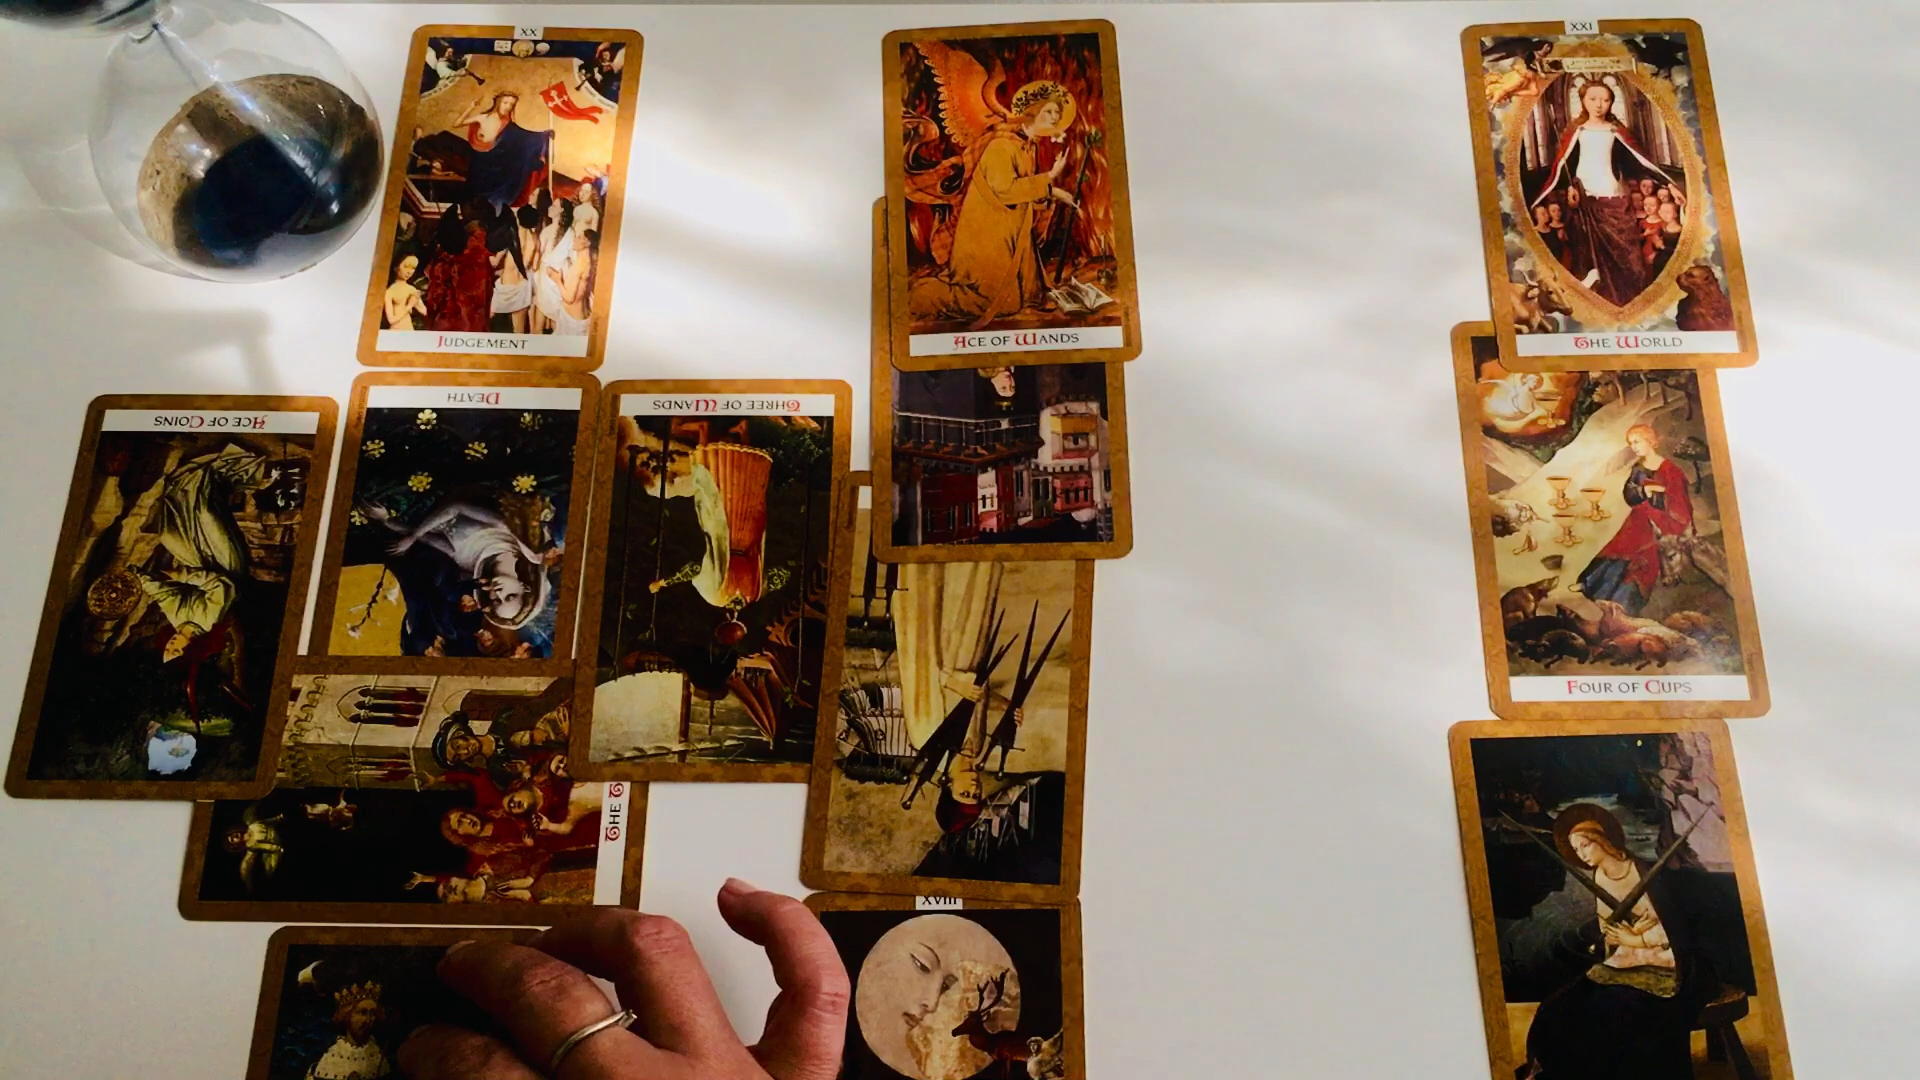 XX
JUDGEMENT
ACE OF WANDS
XXI
THE WORLD
ACE OF COINS
DEATH
THREE OF WANDS
FOUR OF CUPS
THE
XVIII